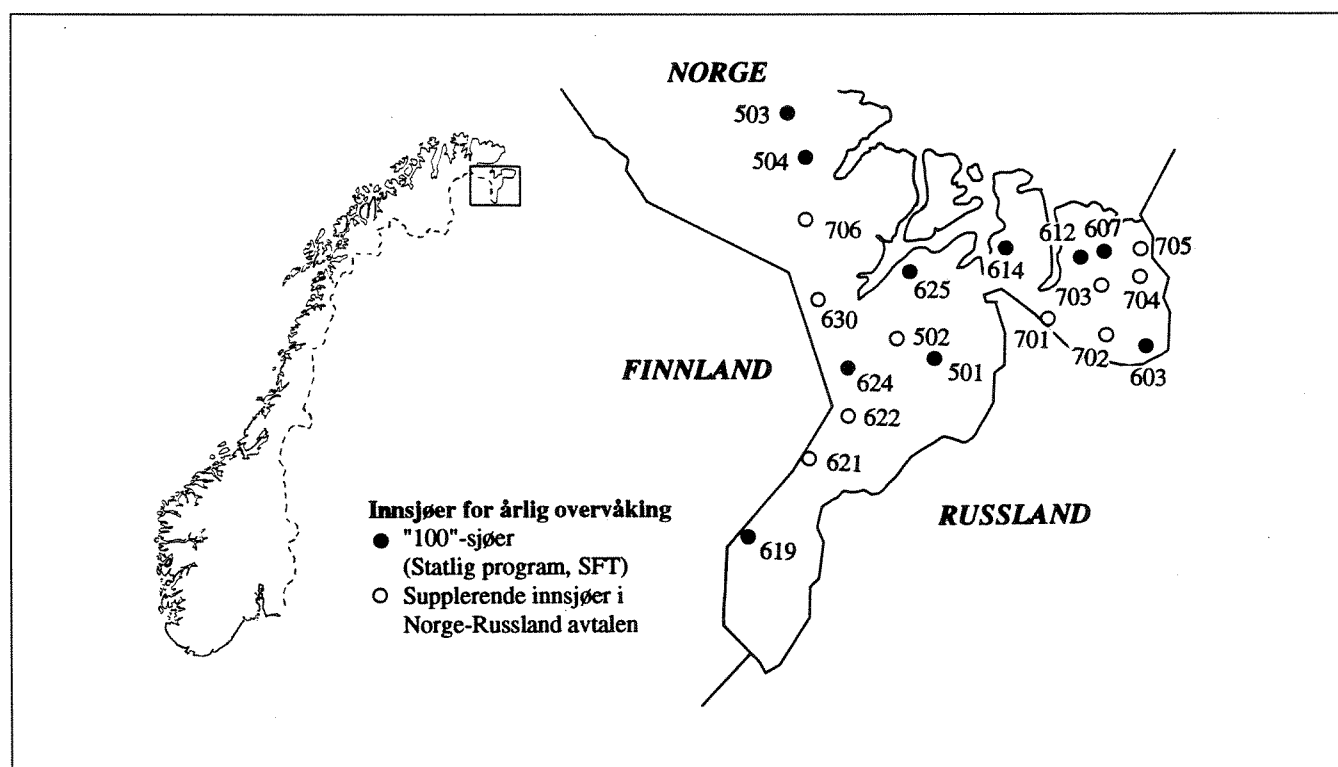 NORGE
503
504
706
612 607
705
614
625
703
704
630
701
502
702
603
FINNLAND
501
624
622
621
RUSSLAND
619
Innsjøer for årlig overvåking
"100"-sjøer
(Statlig program, SFT)
Supplerende innsjøer i
Norge-Russland avtalen